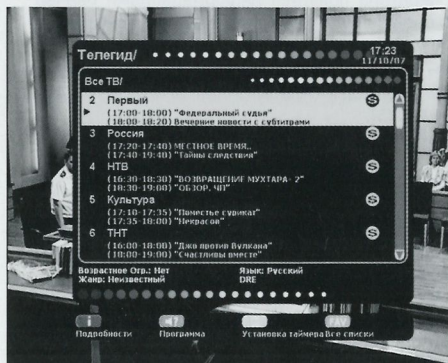 Телегид/
17:23
11/10/07
Все ТВ/
2 Первый S
(17:00-18:00) "Федеральный судья"
(18:00-18:20) Вечерние новости с субтитрами
3 Россия S
(17:20-17:40) МЕСТНОЕ ВРЕМЯ..
(17:40-19:40) "Тайны следствия"
4 НТВ S
(16:30-18:30) "ВОЗВРАЩЕНИЕ МУХТАРА- 2"
(18:30-19:00) "ОБЗОР. ЧП"
5 Культура S
(17:10-17:35) "Поместье сурикат"
(17:35-18:00) "Некрасов"
6 ТНТ S
(16:00-18:00) "Джо против Вулкана"
(18:00-19:00) "Счастливы вместе"
Возрастное Огр.: Нет Язык: Русский
Жанр: Неизвестный DRE
i FAV
Подробности Программа Установка таймера Все списки